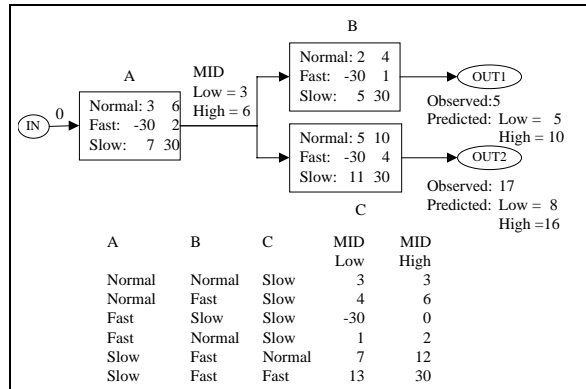 B
Normal: 2 4
Fast: -30 1
Slow: 5 30
A
MID
Low = 3
High = 6
Normal: 3 6
Fast: -30 2
Slow: 7 30
IN
0
OUT1
Observed:5
Predicted: Low = 5
High = 10
Normal: 5 10
Fast: -30 4
Slow: 11 30
OUT2
Observed: 17
Predicted: Low = 8
High =16
C
A B C MID MID
Low High
Normal Normal Slow 3 3
Normal Fast Slow 4 6
Fast Slow Slow -30 0
Fast Normal Slow 1 2
Slow Fast Normal 7 12
Slow Fast Fast 13 30